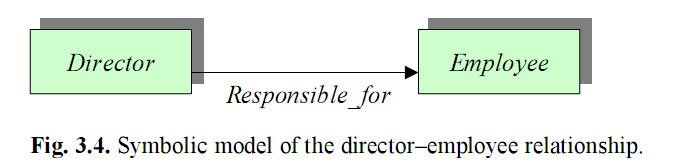 Director
Employee
Responsible_for
Fig. 3.4. Symbolic model of the director–employee relationship.